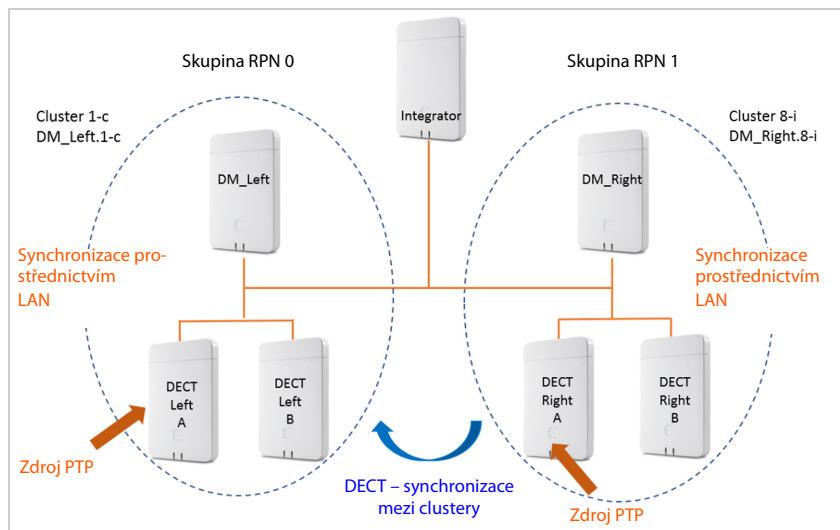 Skupina RPN 0
Skupina RPN 1
Integrator
Cluster 1-c
DM_Left.1-c
Cluster 8-i
DM_Right.8-i
DM_Left
DM_Right
Synchronizace pro-
střednictvím
LAN
Synchronizace
prostřednictvím
LAN
DECT
Left
A
DECT
Left
B
DECT
Right
A
DECT
Right
B
Zdroj PTP
DECT – synchronizace
mezi clustery
Zdroj PTP